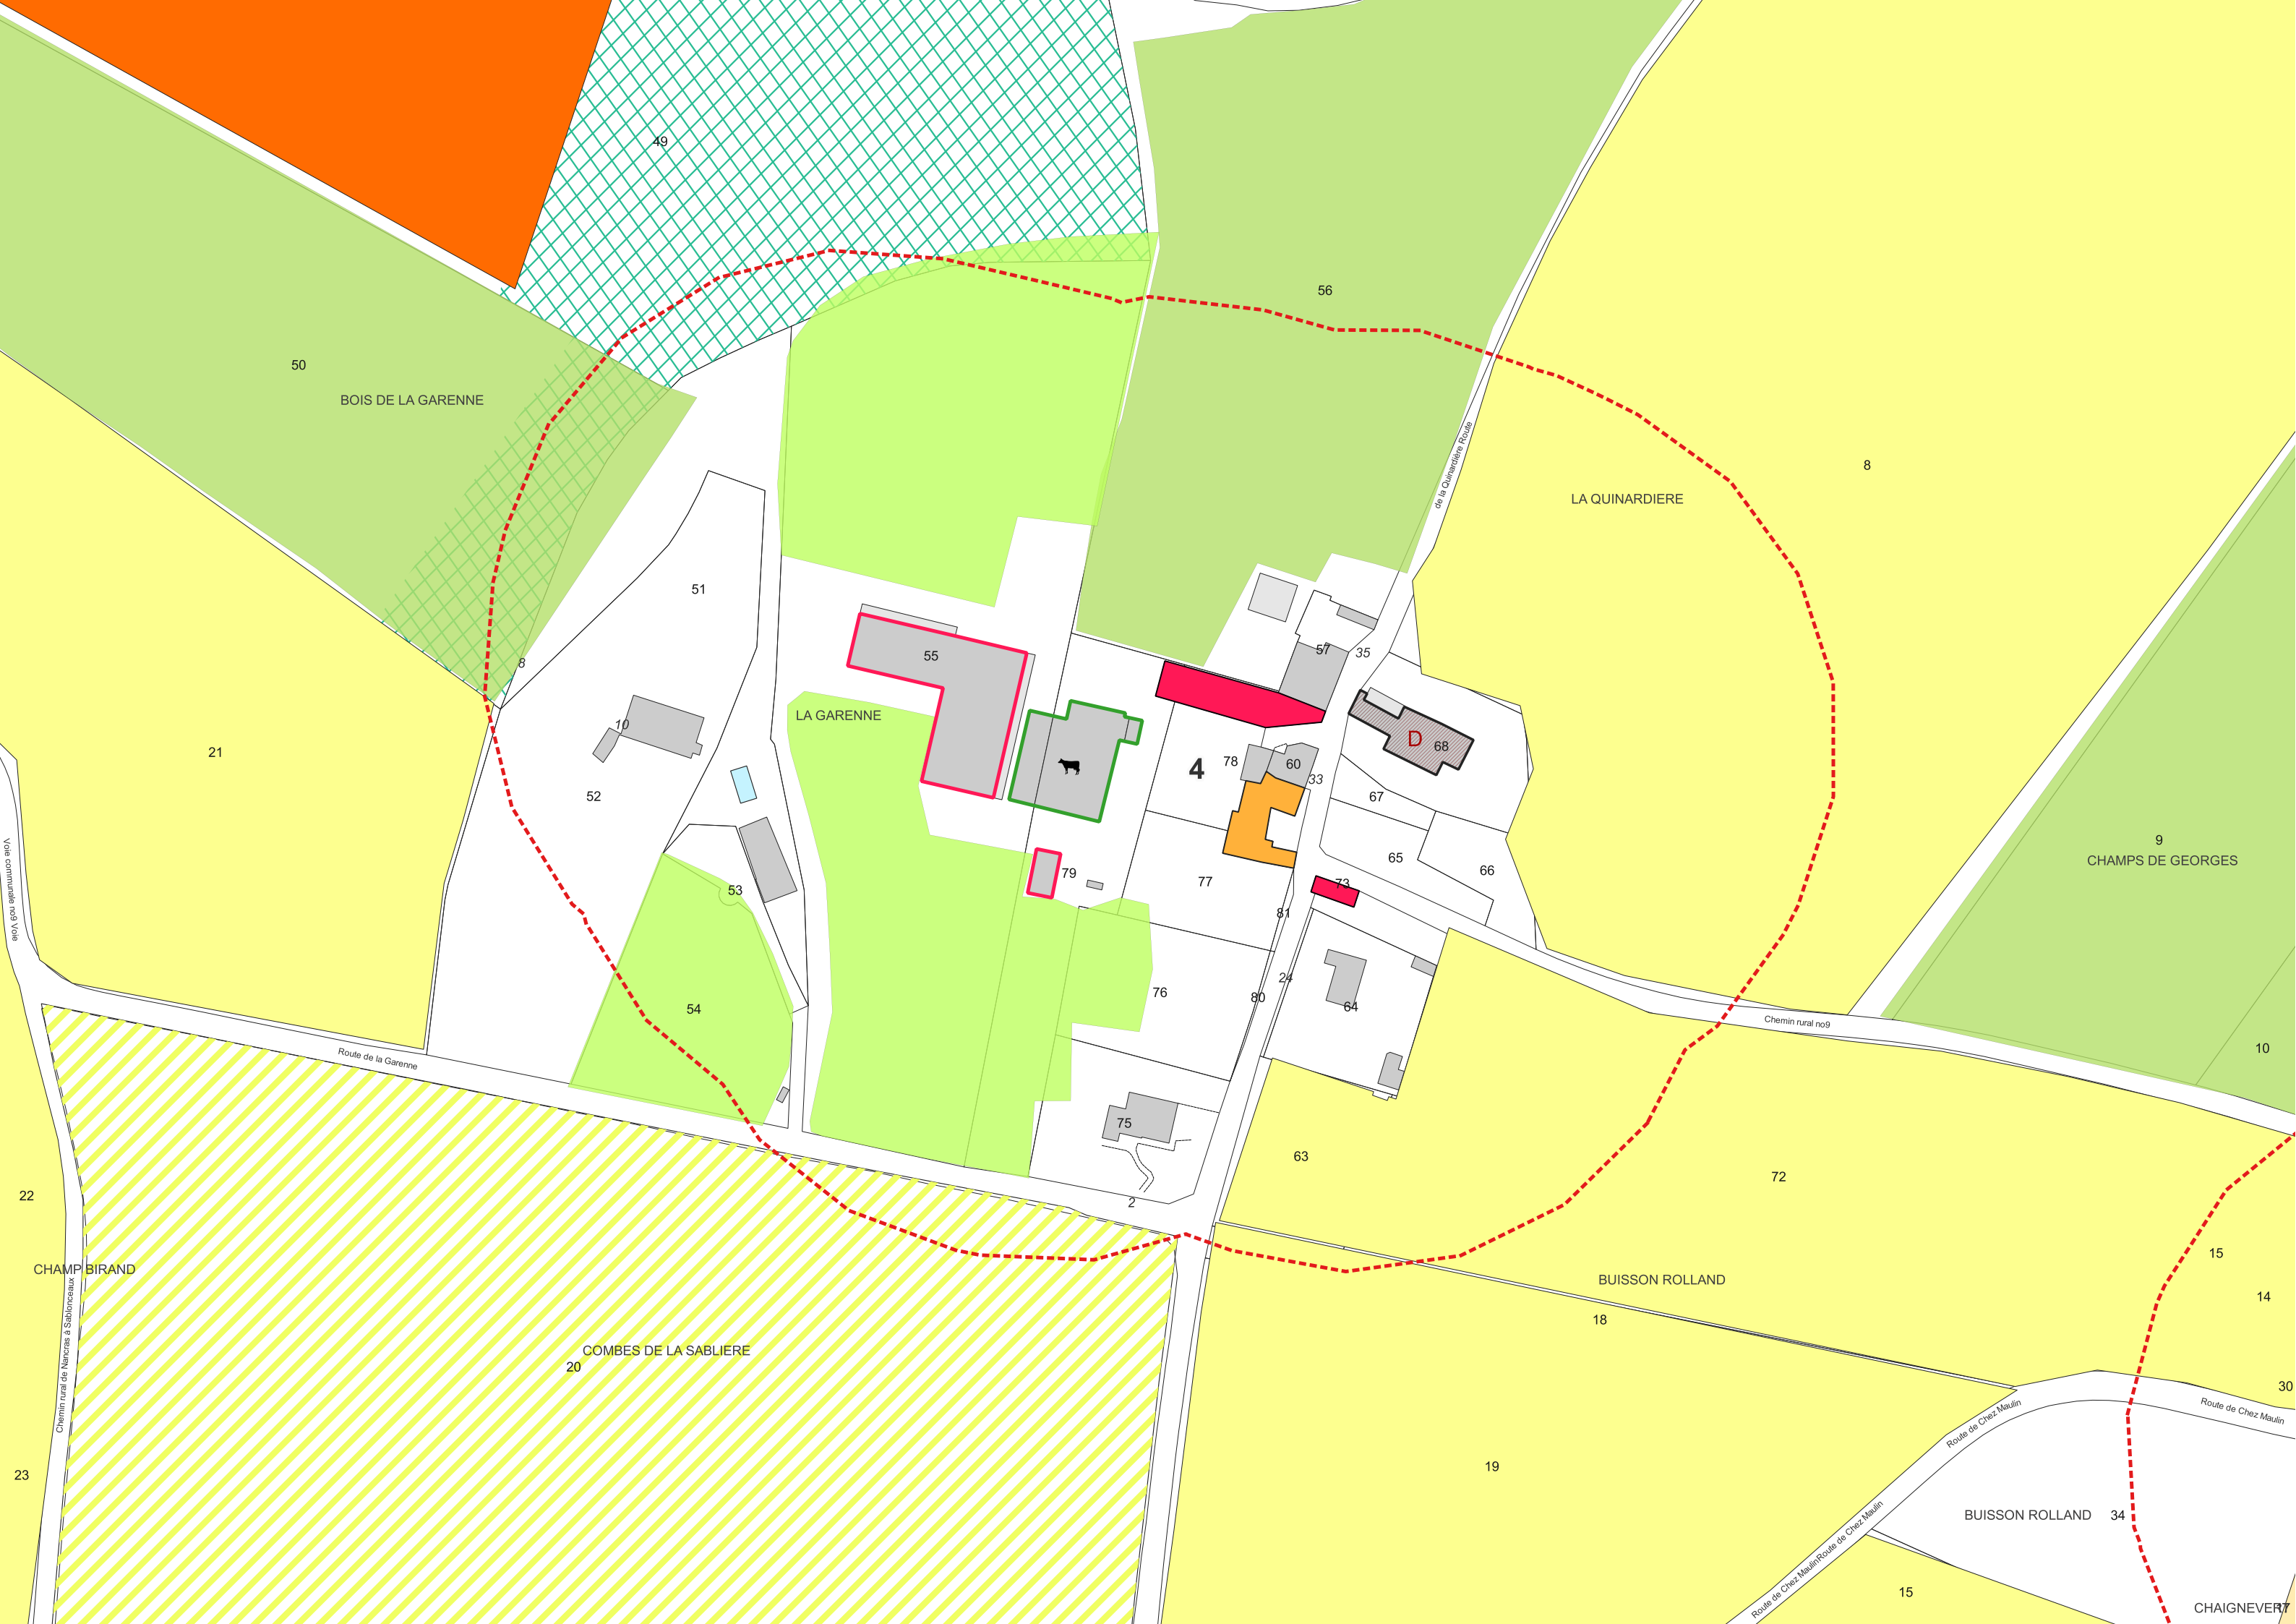 49
56
50
BOIS DE LA GARENNE
de la Quinardière Route
8
LA QUINARDIERE
51
57
35
55
8
LA GARENNE
10
21
D
68
4
78
60
33
52
67
9
CHAMPS DE GEORGES
65
66
79
77
73
53
81
Voie communale no9 Voie
24
76
80
54
64
Chemin rural no9
10
Route de la Garenne
75
63
72
22
2
15
CHAMP BIRAND
BUISSON ROLLAND
14
18
COMBES DE LA SABLIERE
20
Chemin rural de Nancras à Sablonceaux
30
Route de Chez Maulin
Route de Chez Maulin
19
23
BUISSON ROLLAND
34
Route de Chez Maulin
Route de Chez Maulin
15
CHAIGNEVERT
17